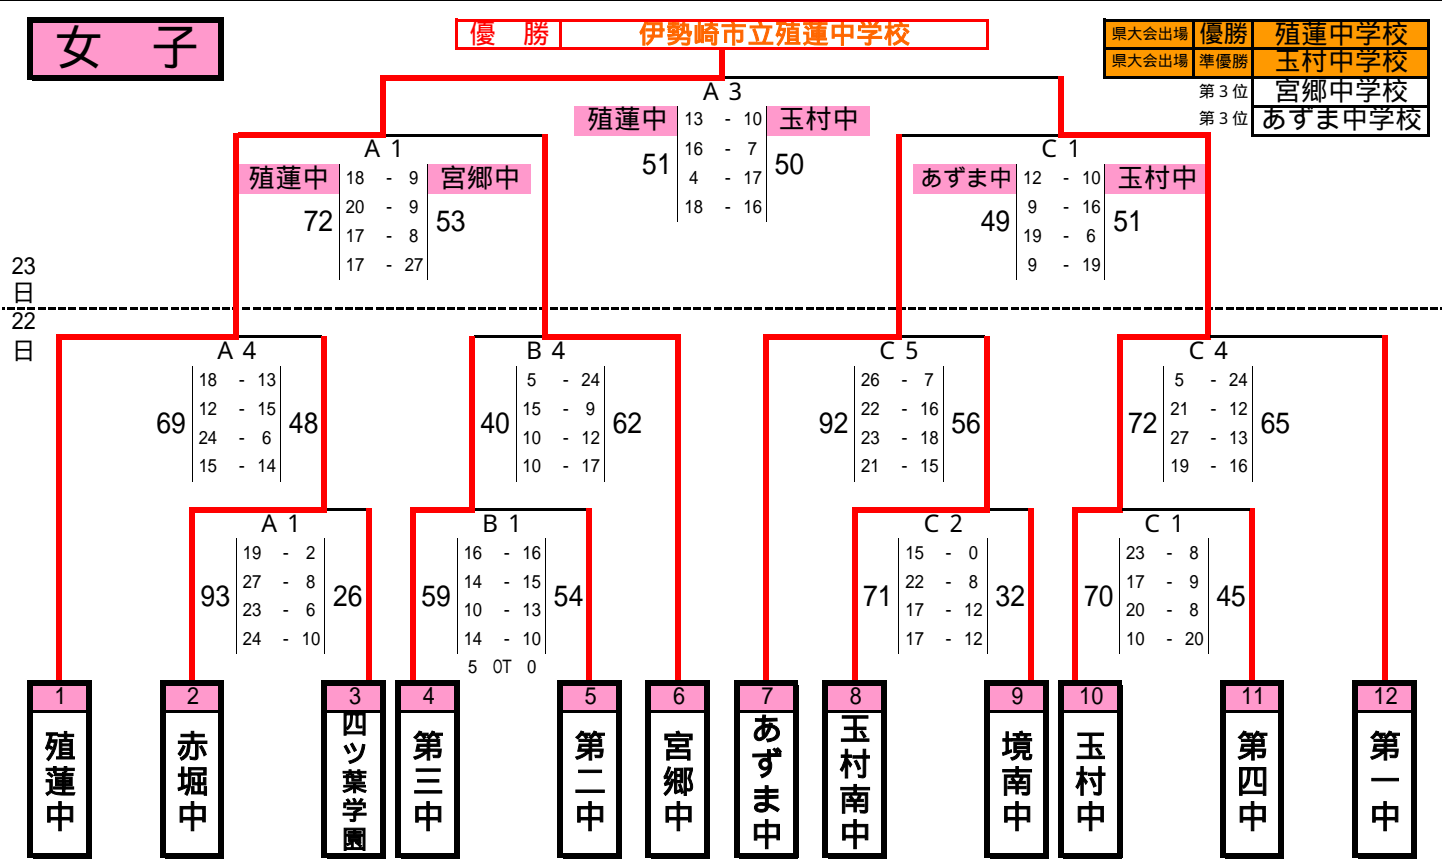 女　子
優　勝　伊勢崎市立殖蓮中学校
県大会出場　優勝　殖蓮中学校
県大会出場　準優勝　玉村中学校
第３位　宮郷中学校
第３位　あずま中学校
A 3
殖蓮中　13 - 10　玉村中
51　16 - 7　50
4 - 17
18 - 16
A 1
殖蓮中　18 - 9　宮郷中
72　20 - 9　53
17 - 8
17 - 27
C 1
あずま中　12 - 10　玉村中
49　9 - 16　51
19 - 6
9 - 19
23
日
22
日
A 4
18 - 13
69　12 - 15　48
24 - 6
15 - 14
B 4
5 - 24
40　15 - 9　62
10 - 12
10 - 17
C 5
26 - 7
92　22 - 16　56
23 - 18
21 - 15
C 4
5 - 24
72　21 - 12　65
27 - 13
19 - 16
A 1
19 - 2
93　27 - 8　26
23 - 6
24 - 10
B 1
16 - 16
59　14 - 15　54
10 - 13
14 - 10
5 OT 0
C 2
15 - 0
71　22 - 8　32
17 - 12
17 - 12
C 1
23 - 8
70　17 - 9　45
20 - 8
10 - 20
1　殖蓮中
2　赤堀中
3　四ツ葉学園
4　第三中
5　第二中
6　宮郷中
7　あずま中
8　玉村南中
9　境南中
10　玉村中
11　第四中
12　第一中